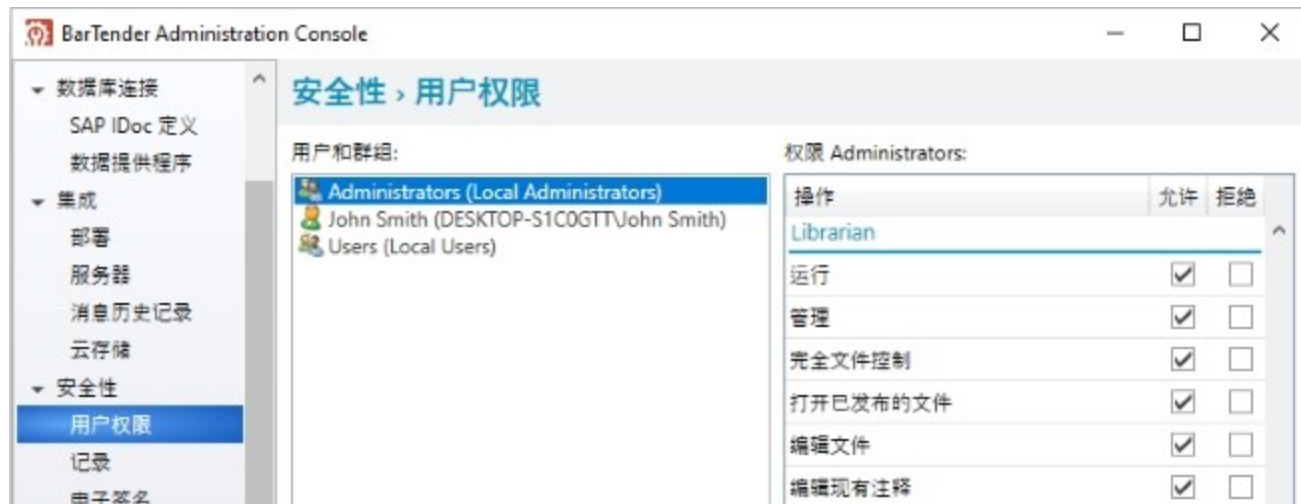 BarTender Administration Console
数据库连接
SAP IDoc 定义
数据提供程序
集成
部署
服务器
消息历史记录
云存储
安全性
用户权限
记录
电子签名
安全性 › 用户权限
用户和群组:
Administrators (Local Administrators)
John Smith (DESKTOP-S1C0GTT\John Smith)
Users (Local Users)
权限 Administrators:
操作 允许 拒绝
Librarian
运行
管理
完全文件控制
打开已发布的文件
编辑文件
编辑现有注释